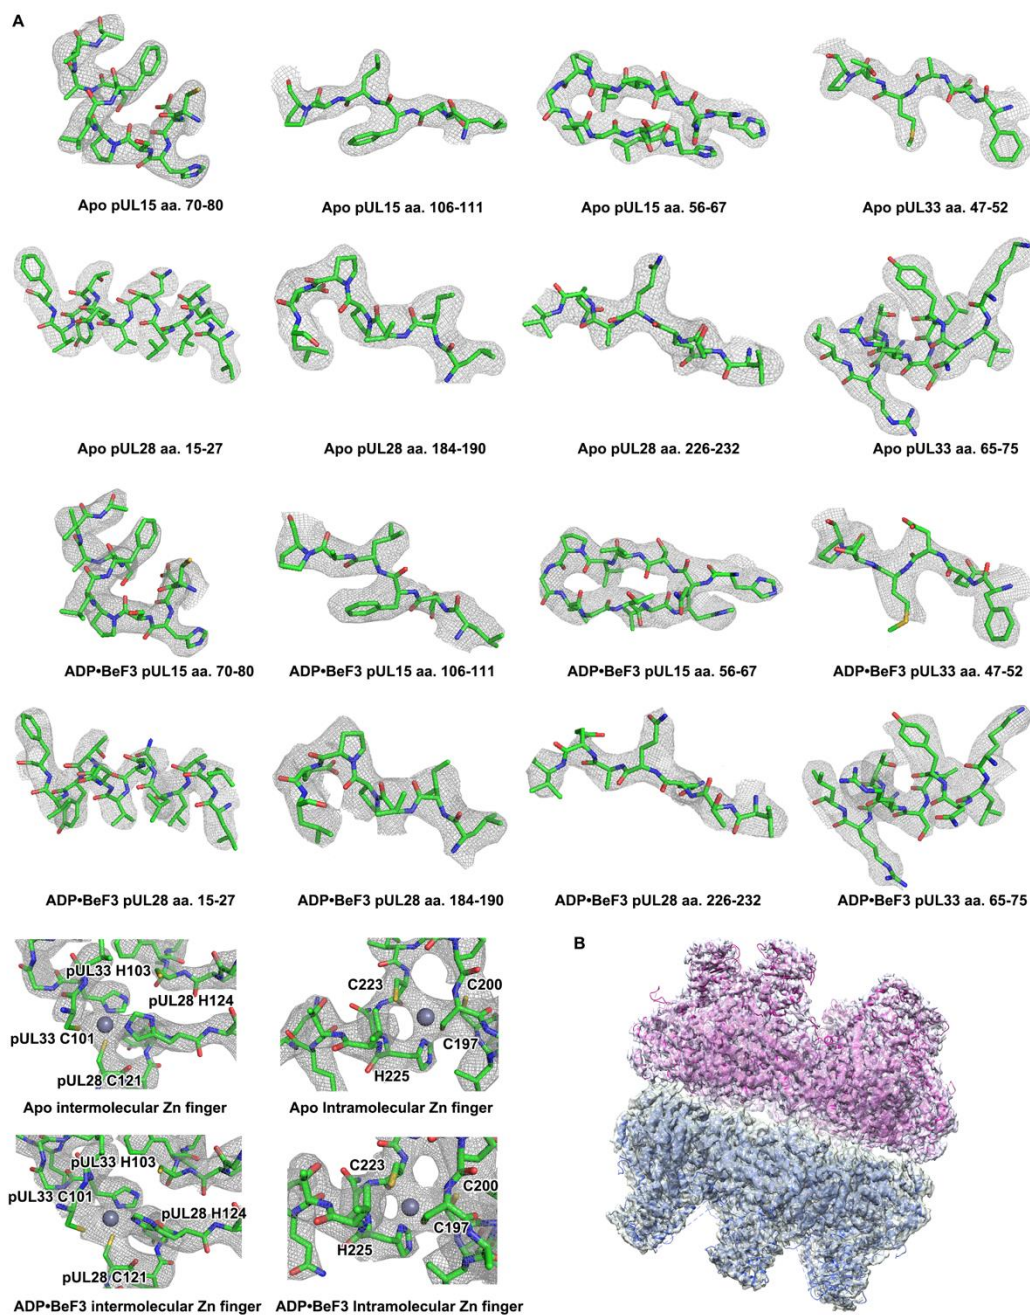 A
Apo pUL15 aa. 70-80
Apo pUL15 aa. 106-111
Apo pUL15 aa. 56-67
Apo pUL33 aa. 47-52
Apo pUL28 aa. 15-27
Apo pUL28 aa. 184-190
Apo pUL28 aa. 226-232
Apo pUL33 aa. 65-75
ADP•BeF3 pUL15 aa. 70-80
ADP•BeF3 pUL15 aa. 106-111
ADP•BeF3 pUL15 aa. 56-67
ADP•BeF3 pUL33 aa. 47-52
ADP•BeF3 pUL28 aa. 15-27
ADP•BeF3 pUL28 aa. 184-190
ADP•BeF3 pUL28 aa. 226-232
ADP•BeF3 pUL33 aa. 65-75
pUL33 H103
pUL28 H124
pUL33 C101
pUL28 C121
Apo intermolecular Zn finger
C223
C200
C197
H225
Apo Intramolecular Zn finger
pUL33 H103
pUL33 C101
pUL28 H124
pUL28 C121
ADP•BeF3 intermolecular Zn finger
C223
C200
C197
H225
ADP•BeF3 Intramolecular Zn finger
B